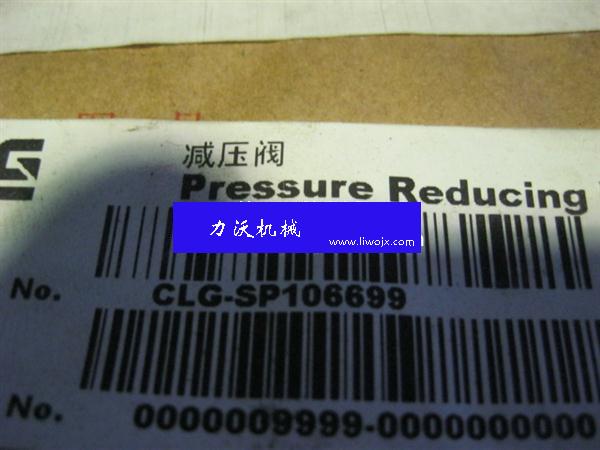 减压阀
Pressure Reducing
力沃机械
www.liwojx.com
No. CLG-SP106699
No. 0000009999-0000000000